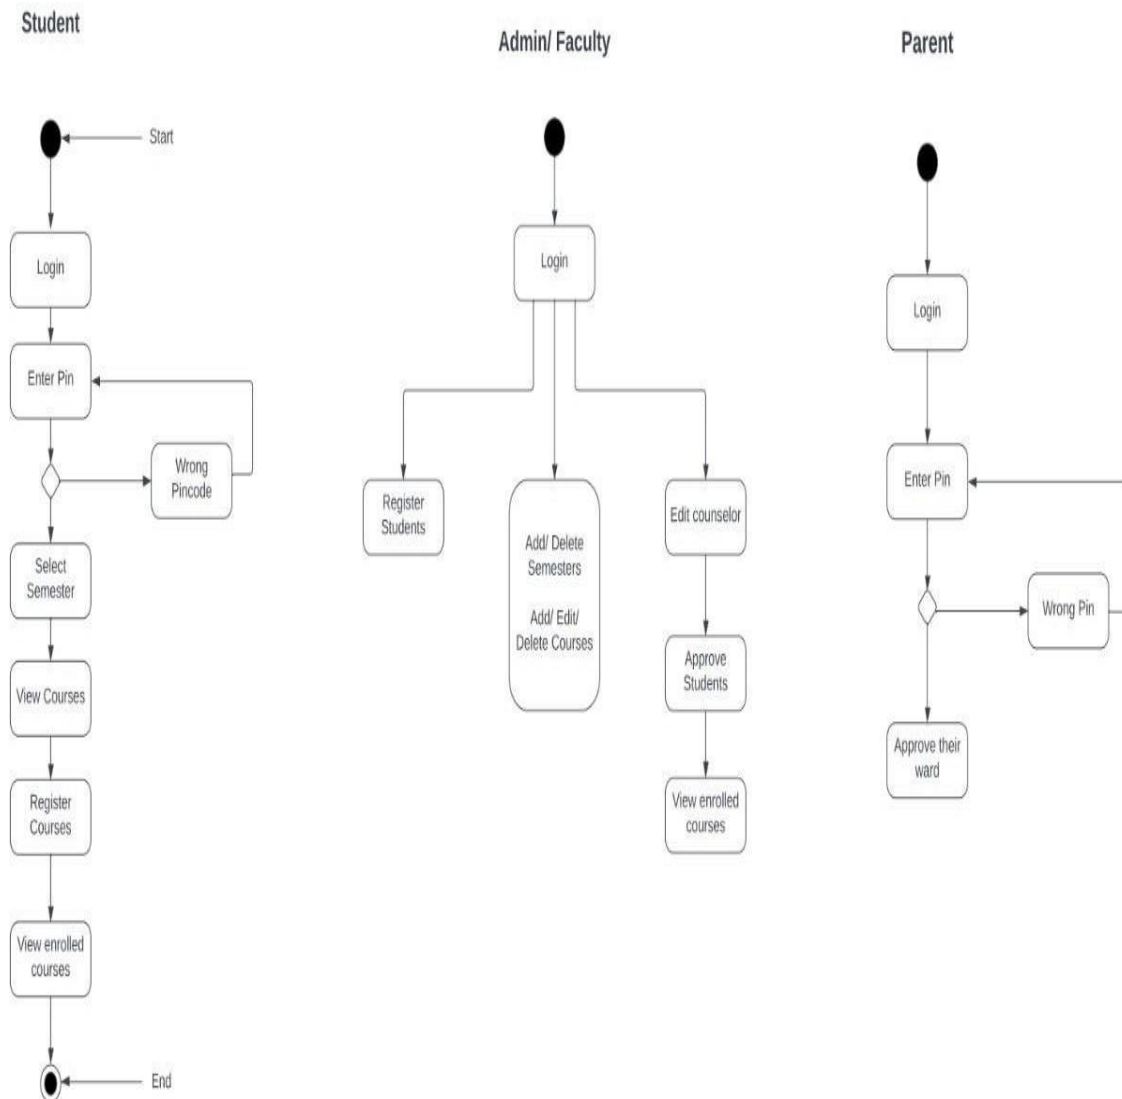 Student
Start
Login
Enter Pin
Wrong
Pincode
Select
Semester
View Courses
Register
Courses
View enrolled
courses
End
Admin/ Faculty
Login
Register
Students
Add/ Delete
Semesters
Add/ Edit/
Delete Courses
Edit counselor
Approve
Students
View enrolled
courses
Parent
Login
Enter Pin
Wrong Pin
Approve their
ward